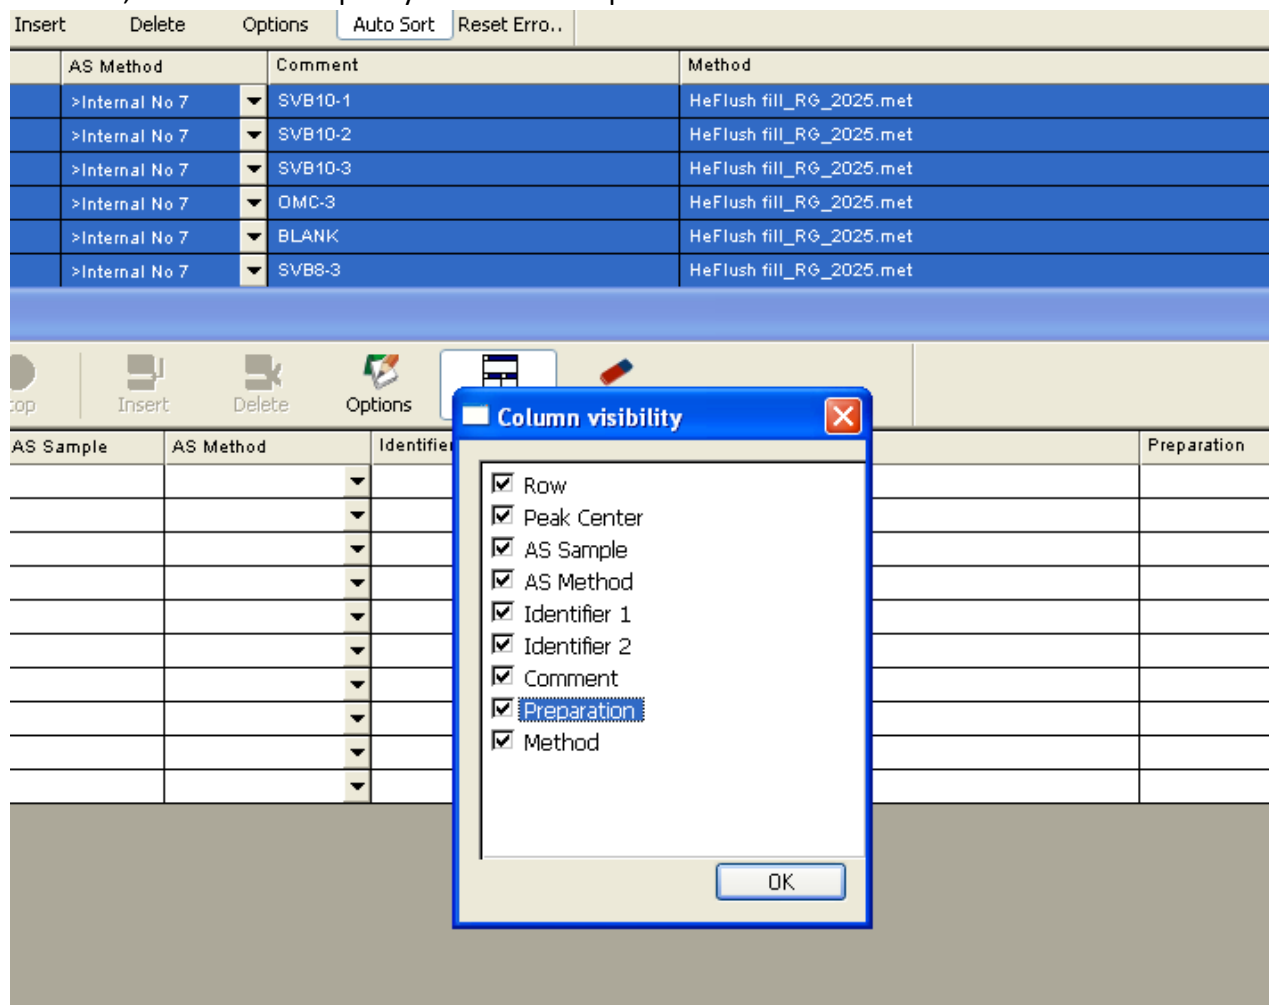 Insert Delete Options Auto Sort Reset Erro..
AS Method Comment Method
>Internal No 7 SVB10-1 HeFlush fill_RG_2025.met
>Internal No 7 SVB10-2 HeFlush fill_RG_2025.met
>Internal No 7 SVB10-3 HeFlush fill_RG_2025.met
>Internal No 7 OMC-3 HeFlush fill_RG_2025.met
>Internal No 7 BLANK HeFlush fill_RG_2025.met
>Internal No 7 SVB8-3 HeFlush fill_RG_2025.met
top Insert Delete Options
AS Sample AS Method Identifier Preparation
Column visibility
Row
Peak Center
AS Sample
AS Method
Identifier 1
Identifier 2
Comment
Preparation
Method
OK